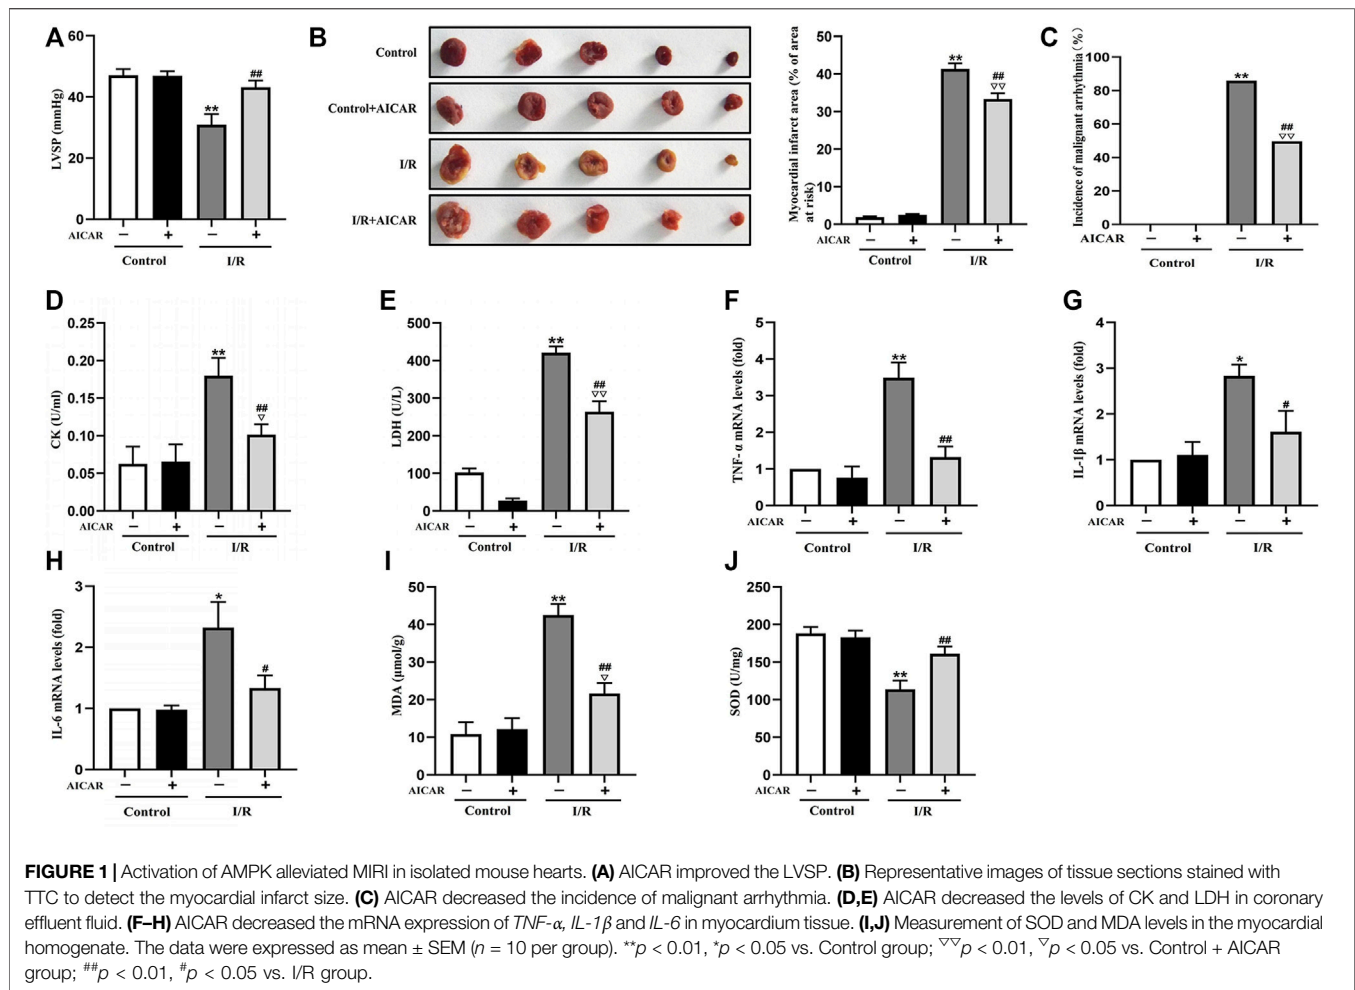 A
60
40
20
0
LVSP (mmHg)
**
##
AICAR
− + − +
Control I/R
B
Control
Control+AICAR
I/R
I/R+AICAR
50
40
30
20
10
0
Myocardial infarct area (% of area
at risk)
**
##
▽▽
AICAR − + − +
Control I/R
C
100
80
60
40
20
0
Incidence of malignant arrhythmia(%)
**
##
▽▽
AICAR − + − +
Control I/R
D
0.25
0.20
0.15
0.10
0.05
0.00
CK (U/ml)
**
##
▽
AICAR − + − +
Control I/R
E
500
400
300
200
100
0
LDH (U/L)
**
##
▽▽
AICAR − + − +
Control I/R
F
5
4
3
2
1
0
TNF-α mRNA levels (fold)
**
##
AICAR − + − +
Control I/R
G
4
3
2
1
0
IL-1β mRNA levels (fold)
*
#
AICAR − + − +
Control I/R
H
3
2
1
0
IL-6 mRNA levels (fold)
*
#
AICAR − + − +
Control I/R
I
50
40
30
20
10
0
MDA (μmol/g)
**
##
▽
AICAR − + − +
Control I/R
J
250
200
150
100
50
0
SOD (U/mg)
**
##
AICAR − + − +
Control I/R
FIGURE 1 | Activation of AMPK alleviated MIRI in isolated mouse hearts. (A) AICAR improved the LVSP. (B) Representative images of tissue sections stained with
TTC to detect the myocardial infarct size. (C) AICAR decreased the incidence of malignant arrhythmia. (D,E) AICAR decreased the levels of CK and LDH in coronary
effluent fluid. (F–H) AICAR decreased the mRNA expression of TNF-α, IL-1β and IL-6 in myocardium tissue. (I,J) Measurement of SOD and MDA levels in the myocardial
homogenate. The data were expressed as mean ± SEM (n = 10 per group). **p < 0.01, *p < 0.05 vs. Control group; ▽▽p < 0.01, ▽p < 0.05 vs. Control + AICAR
group; ##p < 0.01, #p < 0.05 vs. I/R group.